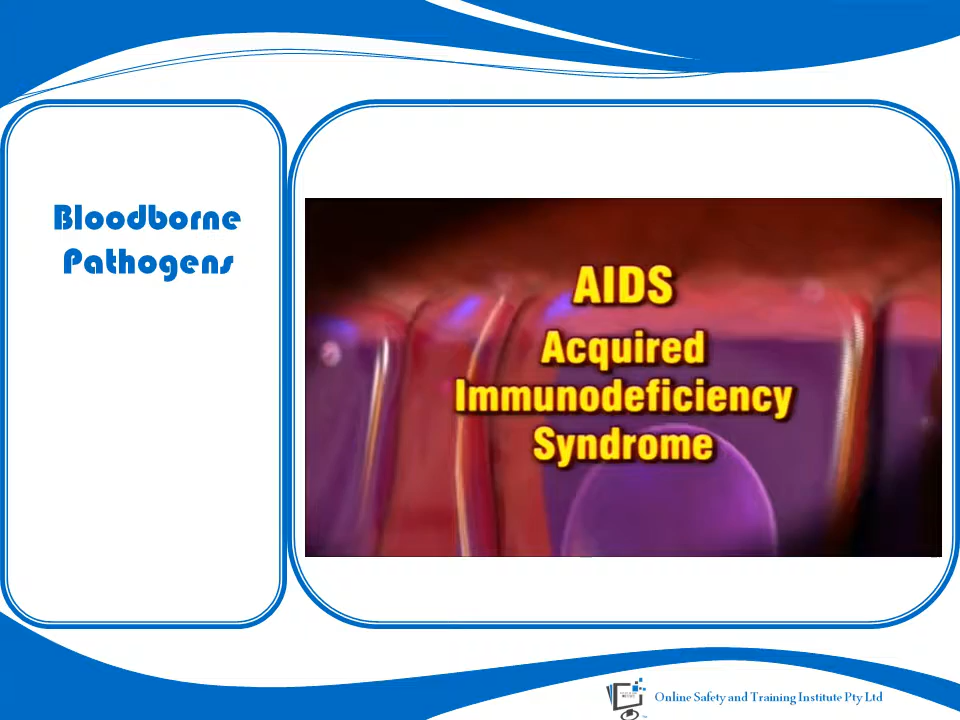 Bloodborne
Pathogens
AIDS
Acquired
Immunodeficiency
Syndrome
Online Safety and Training Institute Pty Ltd